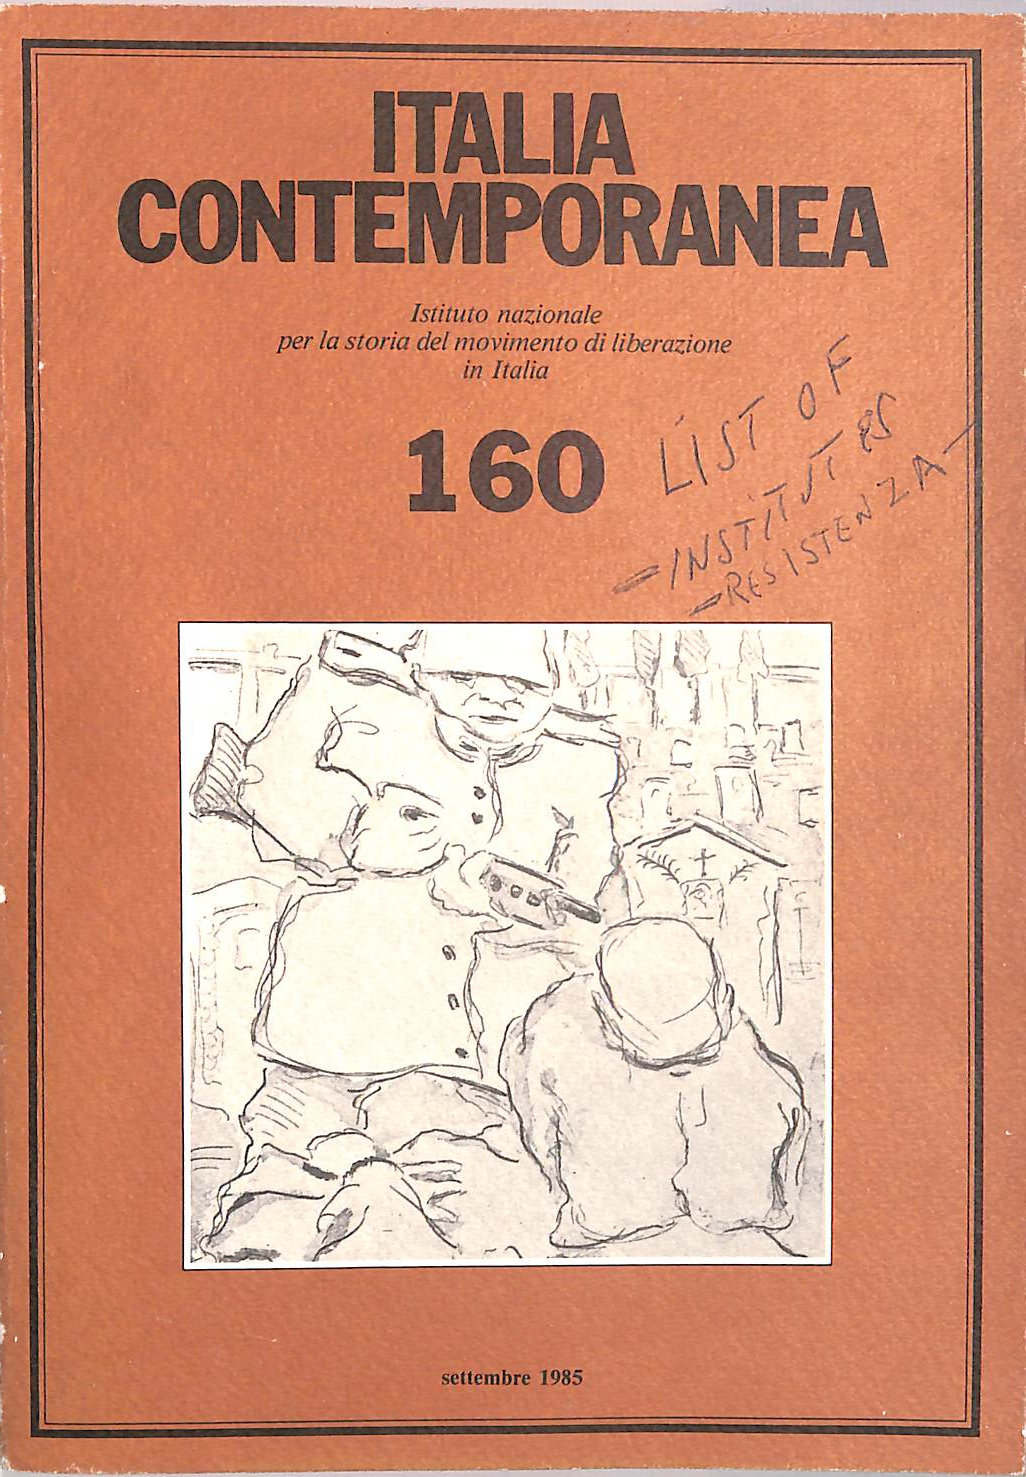 ITALIA
CONTEMPORANEA
Istituto nazionale
per la storia del movimento di liberazione
in Italia
160
LIST OF
- INSTITUTES
- RESISTENZA -
settembre 1985